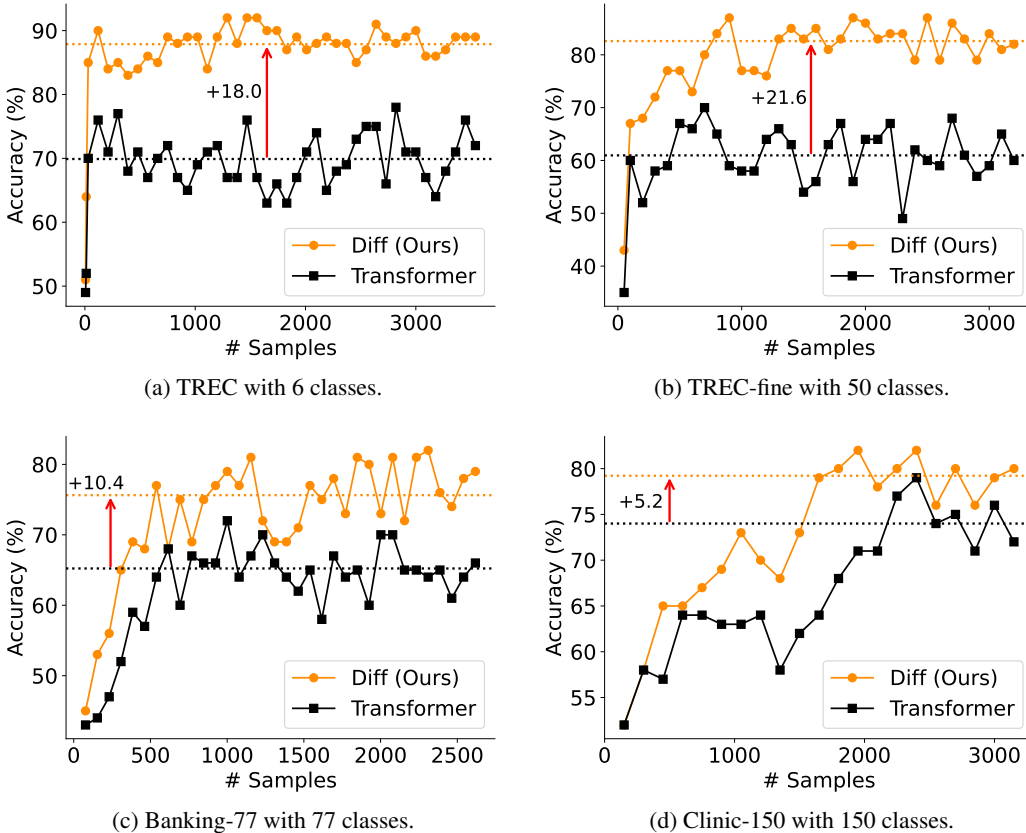 90
80
70
60
50
Accuracy (%)
+18.0
Diff (Ours)
Transformer
0 1000 2000 3000
# Samples
(a) TREC with 6 classes.
80
70
60
50
40
Accuracy (%)
+21.6
Diff (Ours)
Transformer
0 1000 2000 3000
# Samples
(b) TREC-fine with 50 classes.
80
70
60
50
Accuracy (%)
+10.4
Diff (Ours)
Transformer
0 500 1000 1500 2000 2500
# Samples
(c) Banking-77 with 77 classes.
80
75
70
65
60
55
Accuracy (%)
+5.2
Diff (Ours)
Transformer
0 1000 2000 3000
# Samples
(d) Clinic-150 with 150 classes.